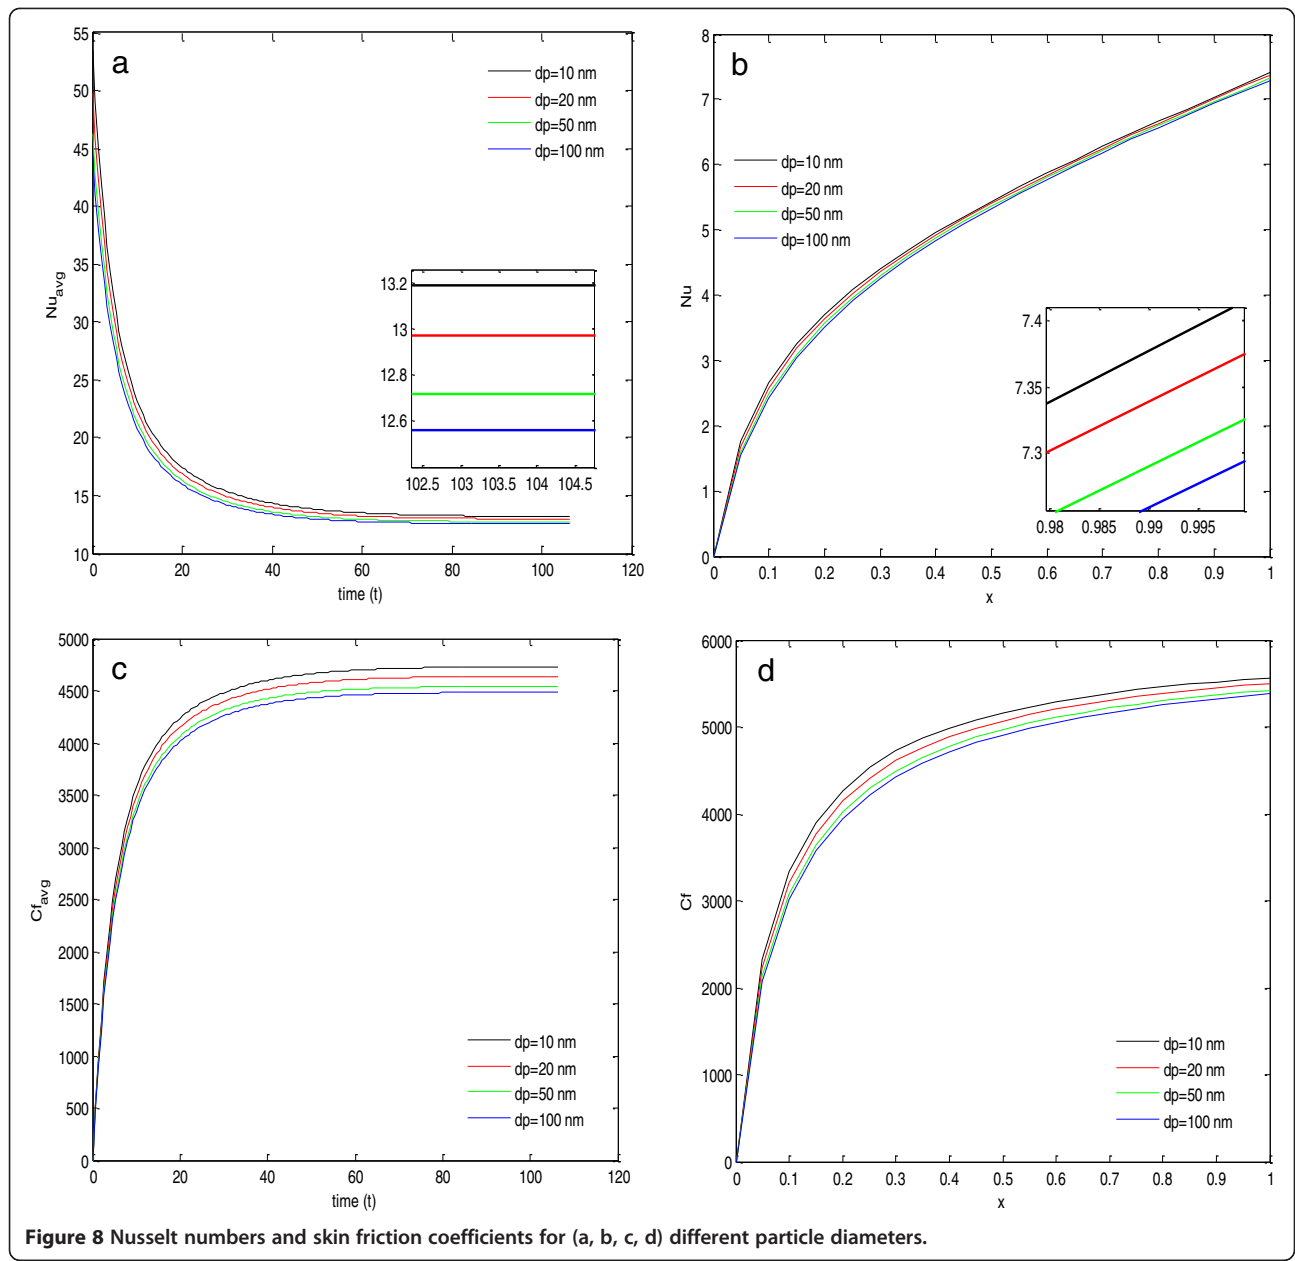 a
dp=10 nm
dp=20 nm
dp=50 nm
dp=100 nm
55
50
45
40
35
30
25
20
15
10
Nu_avg
13.2
13
12.8
12.6
102.5 103 103.5 104 104.5
0 20 40 60 80 100 120
time (t)
b
dp=10 nm
dp=20 nm
dp=50 nm
dp=100 nm
8
7
6
5
4
3
2
1
0
Nu
7.4
7.35
7.3
0.98 0.985 0.99 0.995
0 0.1 0.2 0.3 0.4 0.5 0.6 0.7 0.8 0.9 1
x
c
5000
4500
4000
3500
3000
2500
2000
1500
1000
500
0
Cf_avg
dp=10 nm
dp=20 nm
dp=50 nm
dp=100 nm
0 20 40 60 80 100 120
time (t)
d
6000
5000
4000
3000
2000
1000
0
Cf
dp=10 nm
dp=20 nm
dp=50 nm
dp=100 nm
0 0.1 0.2 0.3 0.4 0.5 0.6 0.7 0.8 0.9 1
x
Figure 8 Nusselt numbers and skin friction coefficients for (a, b, c, d) different particle diameters.